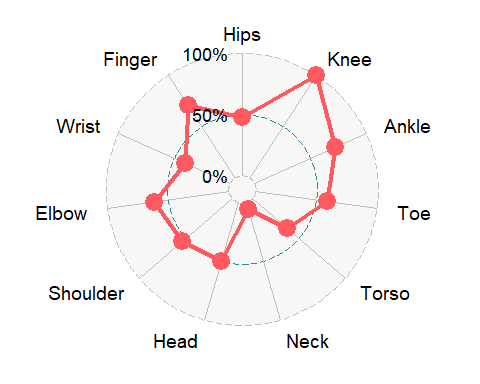 Hips
100%
Finger
Knee
50%
Wrist
Ankle
0%
Elbow
Toe
Shoulder
Torso
Head
Neck